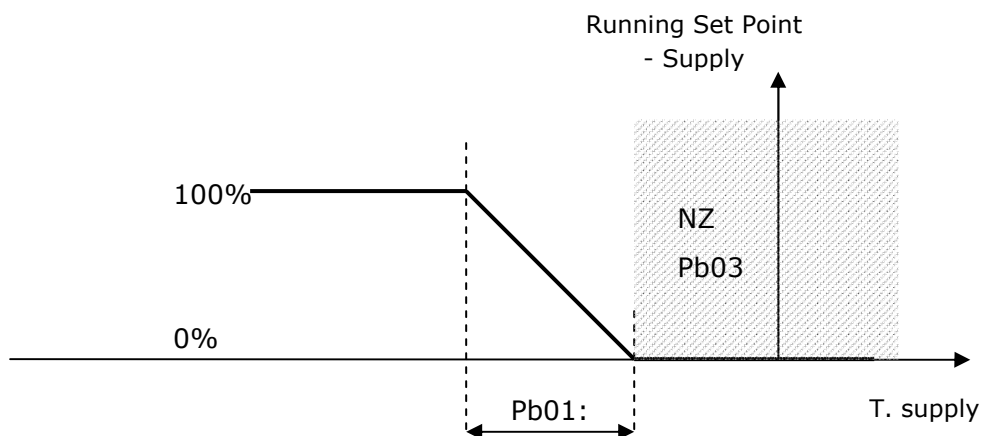 Running Set Point
- Supply
100%
NZ
Pb03
0%
Pb01:
T. supply